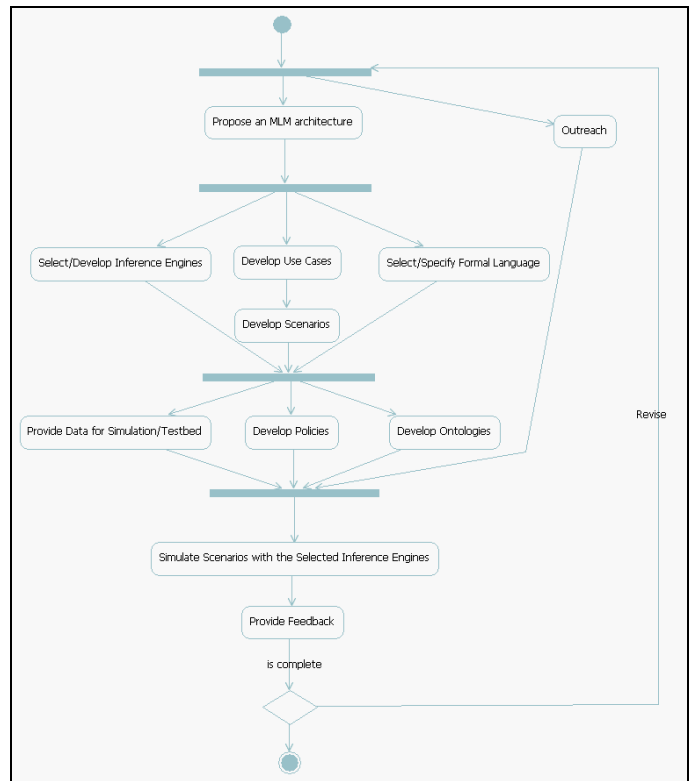 Propose an MLM architecture
Outreach
Select/Develop Inference Engines
Develop Use Cases
Select/Specify Formal Language
Develop Scenarios
Provide Data for Simulation/Testbed
Develop Policies
Develop Ontologies
Revise
Simulate Scenarios with the Selected Inference Engines
Provide Feedback
is complete